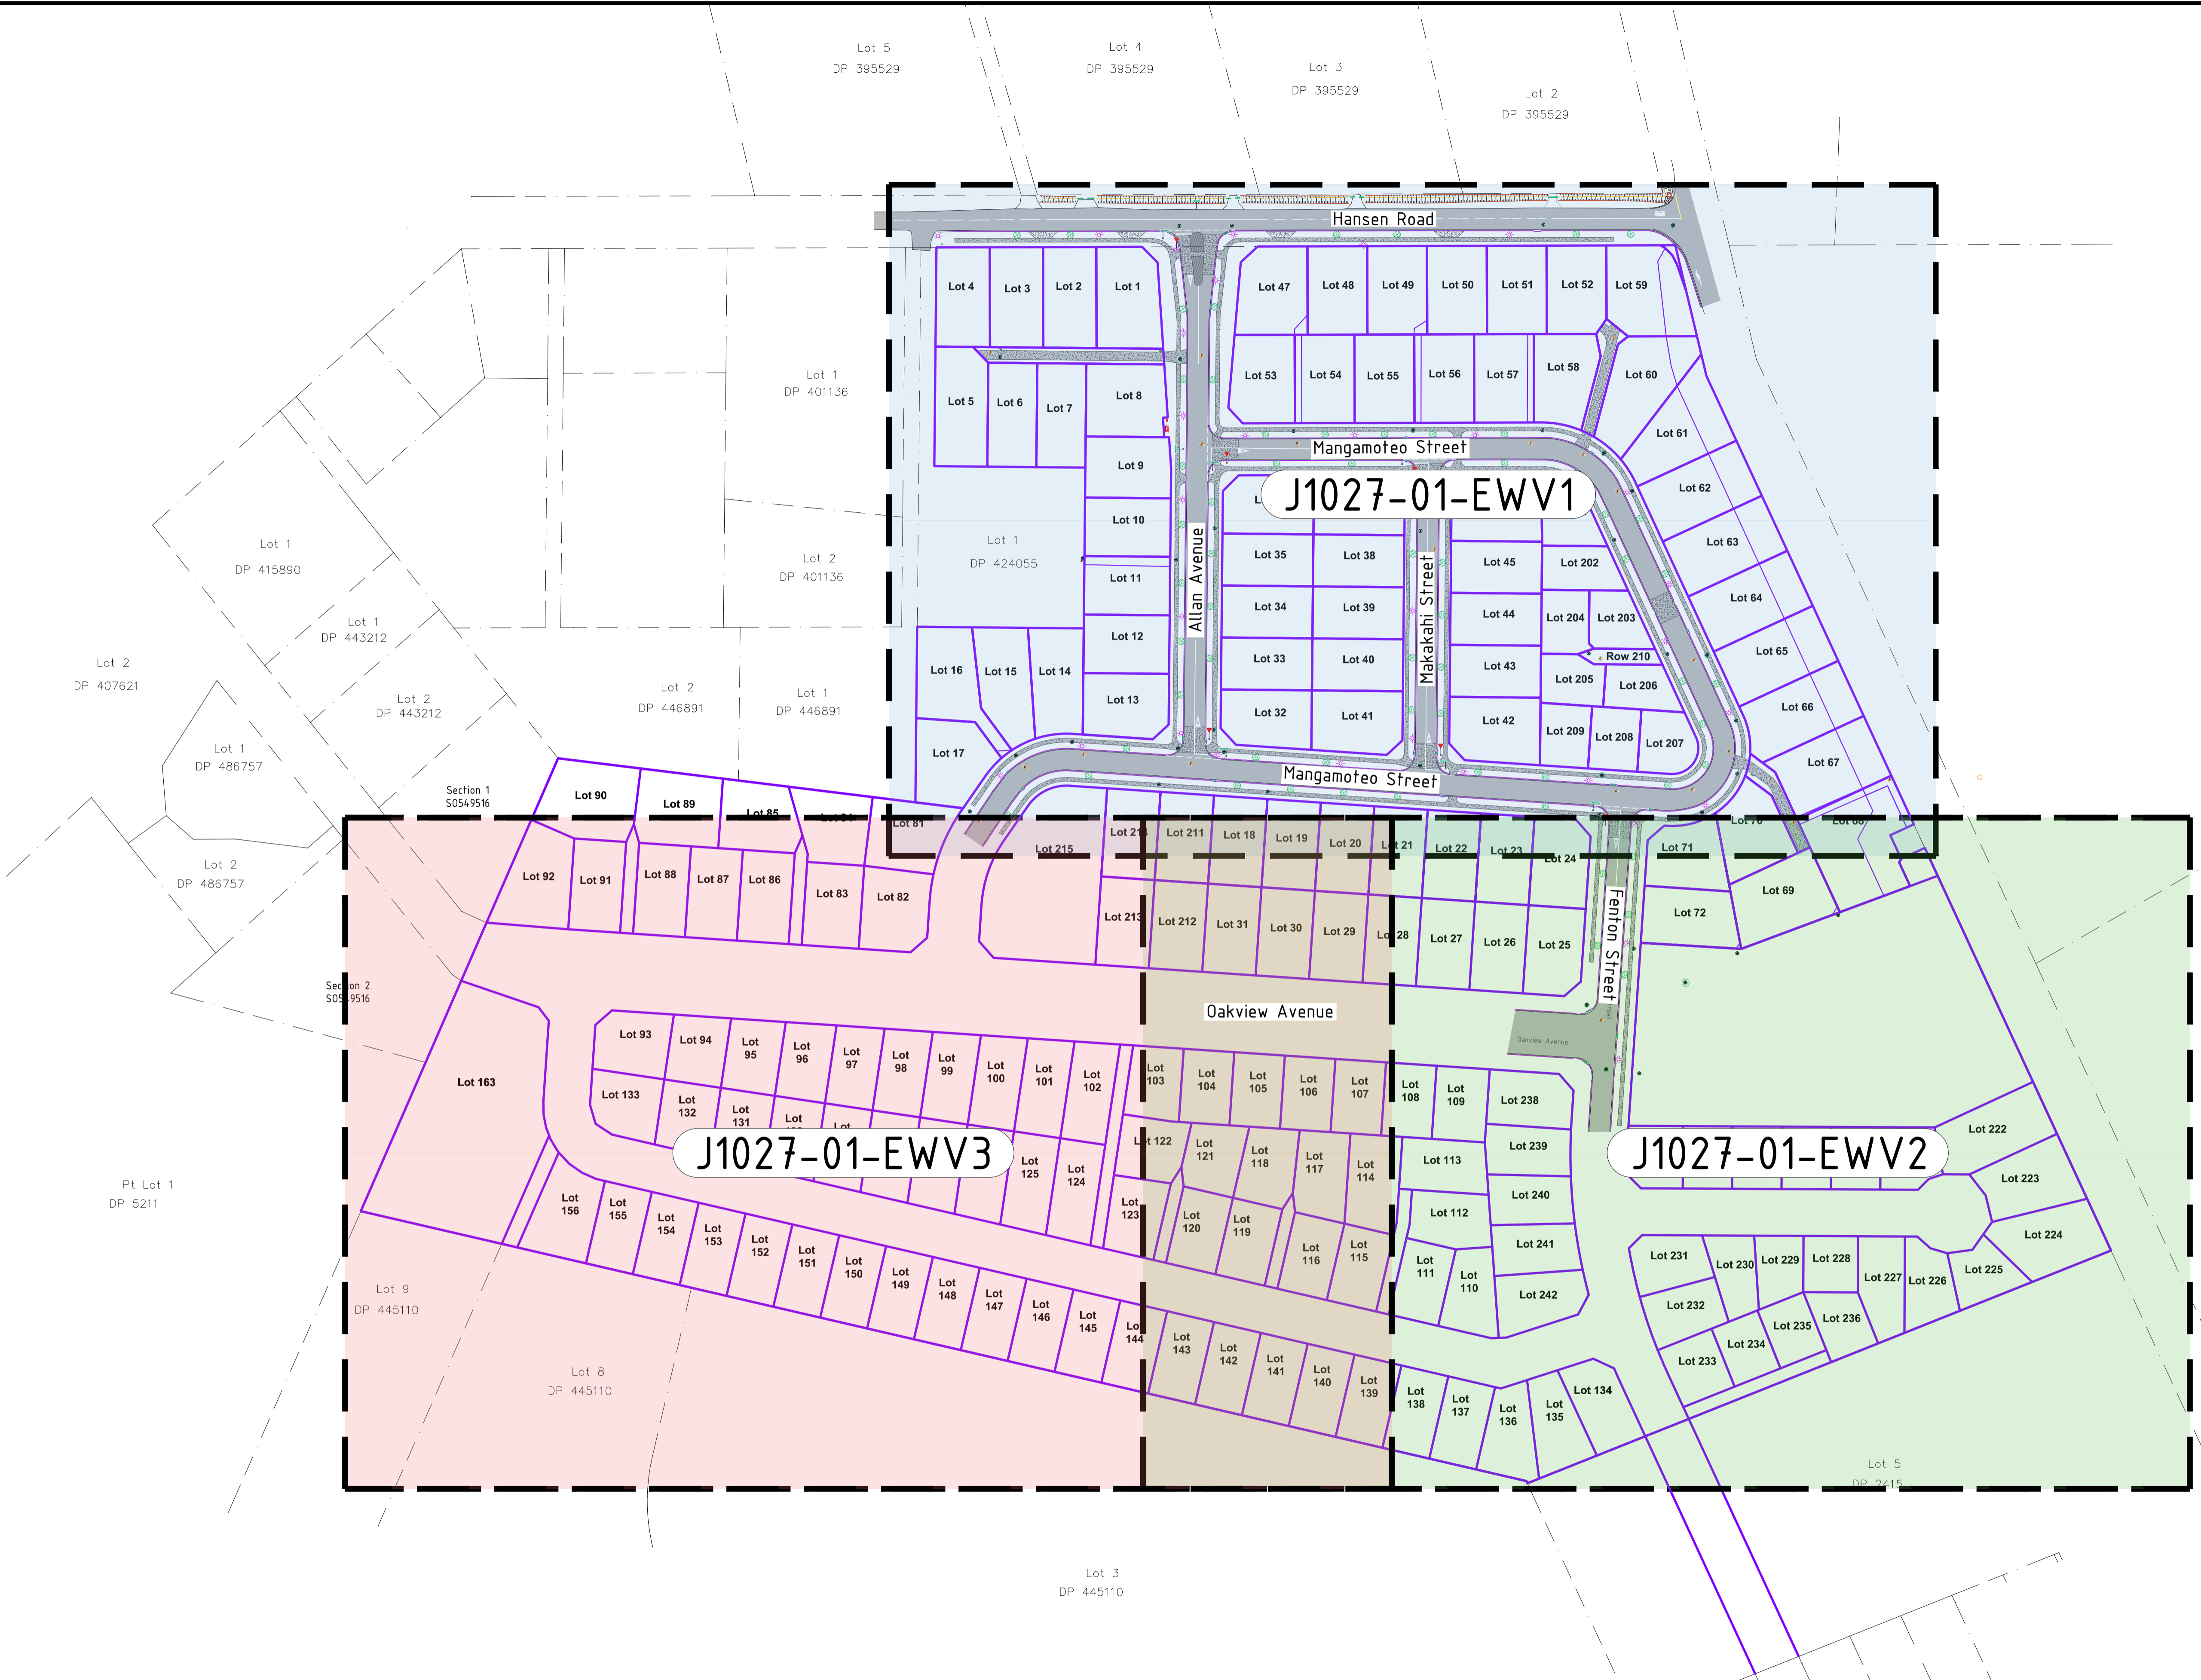 Lot 5
DP 395529
Lot 4
DP 395529
Lot 3
DP 395529
Lot 2
DP 395529
Hansen Road
Lot 4
Lot 3
Lot 2
Lot 1
Lot 47
Lot 48
Lot 49
Lot 50
Lot 51
Lot 52
Lot 59
Lot 1
DP 401136
Lot 5
Lot 6
Lot 7
Lot 8
Lot 53
Lot 54
Lot 55
Lot 56
Lot 57
Lot 58
Lot 60
Lot 61
Mangamoteo Street
Lot 9
Lot 62
J1027-01-EWV1
Lot 10
Lot 63
Lot 1
DP 415890
Lot 2
DP 401136
Lot 1
DP 424055
Allan Avenue
Lot 35
Lot 38
Makakahi Street
Lot 45
Lot 202
Lot 11
Lot 34
Lot 39
Lot 44
Lot 204
Lot 203
Lot 64
Lot 1
DP 443212
Lot 12
Lot 33
Lot 40
Lot 43
Row 210
Lot 65
Lot 2
DP 407621
Lot 16
Lot 15
Lot 14
Lot 205
Lot 206
Lot 2
DP 443212
Lot 2
DP 446891
Lot 1
DP 446891
Lot 13
Lot 32
Lot 41
Lot 42
Lot 209
Lot 208
Lot 207
Lot 66
Lot 1
DP 486757
Lot 17
Mangamoteo Street
Lot 67
Section 1
SO549516
Lot 90
Lot 89
Lot 85
Lot 81
Lot 214
Lot 211
Lot 18
Lot 19
Lot 20
Lot 21
Lot 22
Lot 23
Lot 24
Lot 71
Lot 70
Lot 68
Lot 215
Lot 2
DP 486757
Lot 92
Lot 91
Lot 88
Lot 87
Lot 86
Lot 83
Lot 82
Lot 213
Lot 212
Lot 31
Lot 30
Lot 29
Lot 28
Lot 27
Lot 26
Lot 25
Fenton Street
Lot 72
Lot 69
Section 2
SO549516
Oakview Avenue
Oakview Avenue
Lot 163
Lot 93
Lot 94
Lot
95
Lot
96
Lot
97
Lot
98
Lot
99
Lot
100
Lot
101
Lot
102
Lot
103
Lot
104
Lot
105
Lot
106
Lot
107
Lot
108
Lot
109
Lot 238
Lot 133
Lot
132
Lot
131
Lot 239
Lot 222
J1027-01-EWV3
Lot
125
Lot
124
Lot 122
Lot
121
Lot
118
Lot
117
Lot
114
Lot 113
J1027-01-EWV2
Lot 223
Pt Lot 1
DP 5211
Lot
156
Lot
155
Lot
154
Lot
153
Lot
152
Lot
151
Lot
150
Lot
149
Lot
148
Lot
147
Lot
146
Lot
145
Lot
144
Lot
123
Lot
120
Lot
119
Lot
116
Lot
115
Lot 112
Lot 240
Lot
111
Lot
110
Lot 241
Lot 242
Lot 224
Lot 231
Lot 230
Lot 229
Lot 228
Lot 227
Lot 226
Lot 225
Lot 232
Lot 235
Lot 236
Lot 234
Lot 233
Lot 9
DP 445110
Lot
143
Lot
142
Lot
141
Lot
140
Lot
139
Lot
138
Lot
137
Lot
136
Lot
135
Lot 134
Lot 8
DP 445110
Lot 5
DP 2415
Lot 3
DP 445110